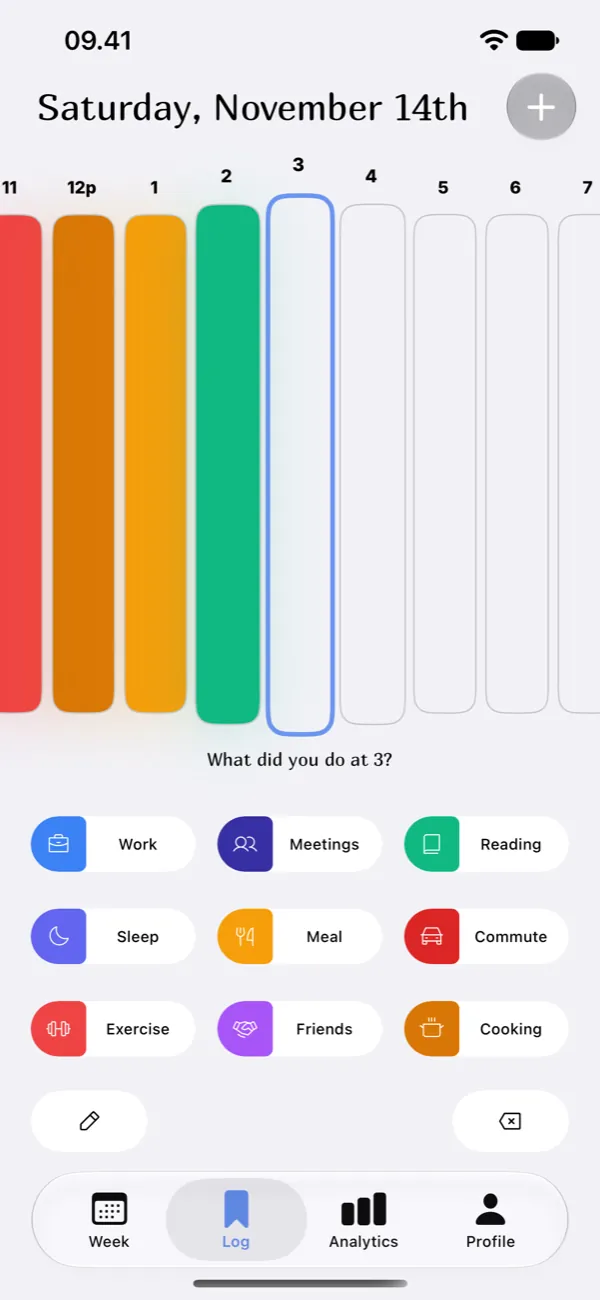 09.41
Saturday, November 14th
11 12p 1 2 3 4 5 6 7
What did you do at 3?
Work Meetings Reading
Sleep Meal Commute
Exercise Friends Cooking
Week Log Analytics Profile